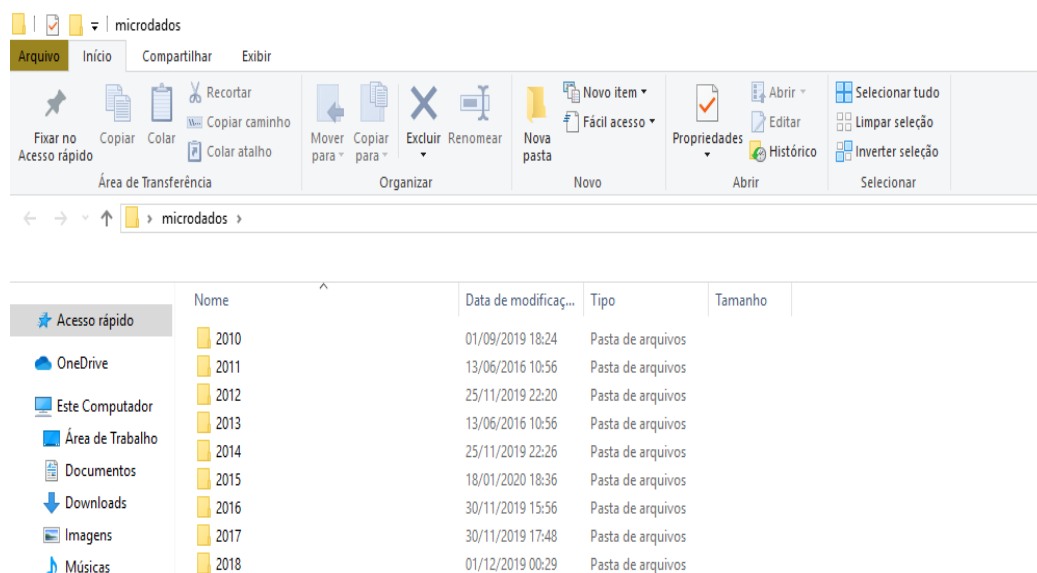 microdados
Arquivo Início Compartilhar Exibir
Fixar no Acesso rápido
Copiar
Colar
Recortar
Copiar caminho
Colar atalho
Área de Transferência
Mover para
Copiar para
Excluir
Renomear
Organizar
Nova pasta
Novo item
Fácil acesso
Novo
Propriedades
Abrir
Editar
Histórico
Abrir
Selecionar tudo
Limpar seleção
Inverter seleção
Selecionar
microdados
Nome Data de modificaç... Tipo Tamanho
Acesso rápido
OneDrive
Este Computador
Área de Trabalho
Documentos
Downloads
Imagens
Músicas
2010 01/09/2019 18:24 Pasta de arquivos
2011 13/06/2016 10:56 Pasta de arquivos
2012 25/11/2019 22:20 Pasta de arquivos
2013 13/06/2016 10:56 Pasta de arquivos
2014 25/11/2019 22:26 Pasta de arquivos
2015 18/01/2020 18:36 Pasta de arquivos
2016 30/11/2019 15:56 Pasta de arquivos
2017 30/11/2019 17:48 Pasta de arquivos
2018 01/12/2019 00:29 Pasta de arquivos